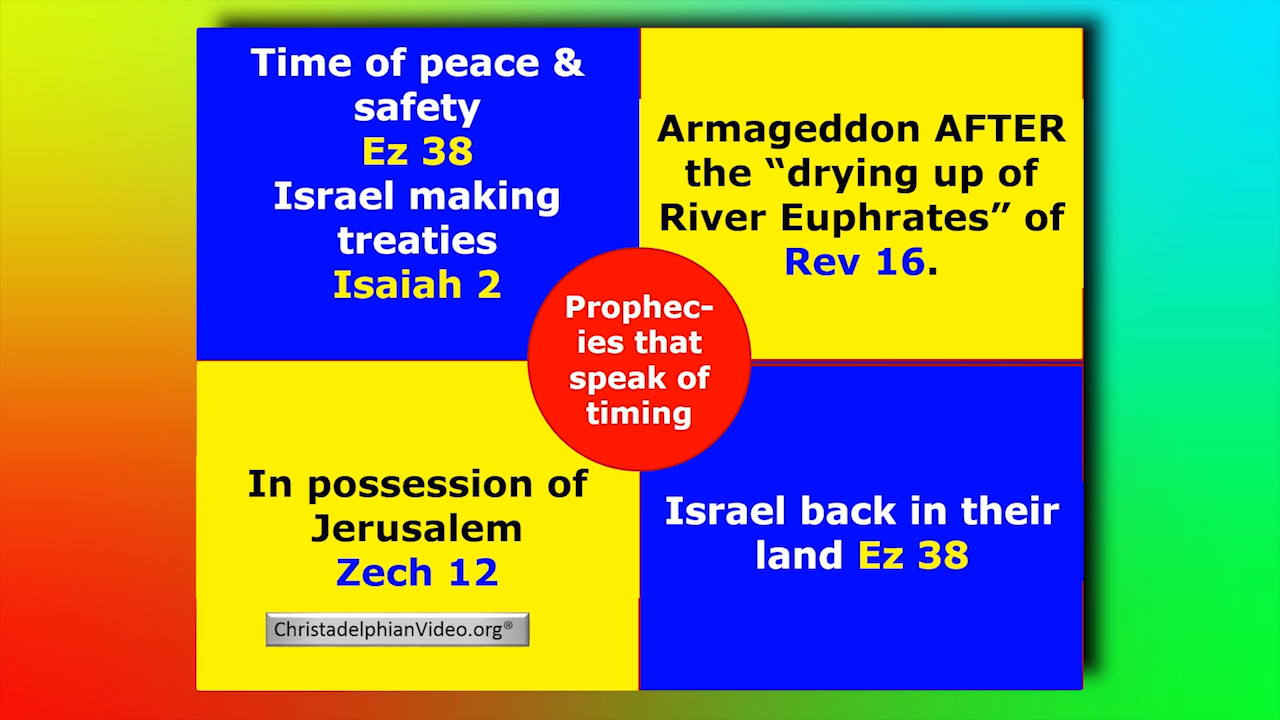 Time of peace &
safety
Ez 38
Israel making
treaties
Isaiah 2
Armageddon AFTER
the “drying up of
River Euphrates” of
Rev 16.
Prophec-
ies that
speak of
timing
In possession of
Jerusalem
Zech 12
ChristadelphianVideo.org®
Israel back in their
land Ez 38